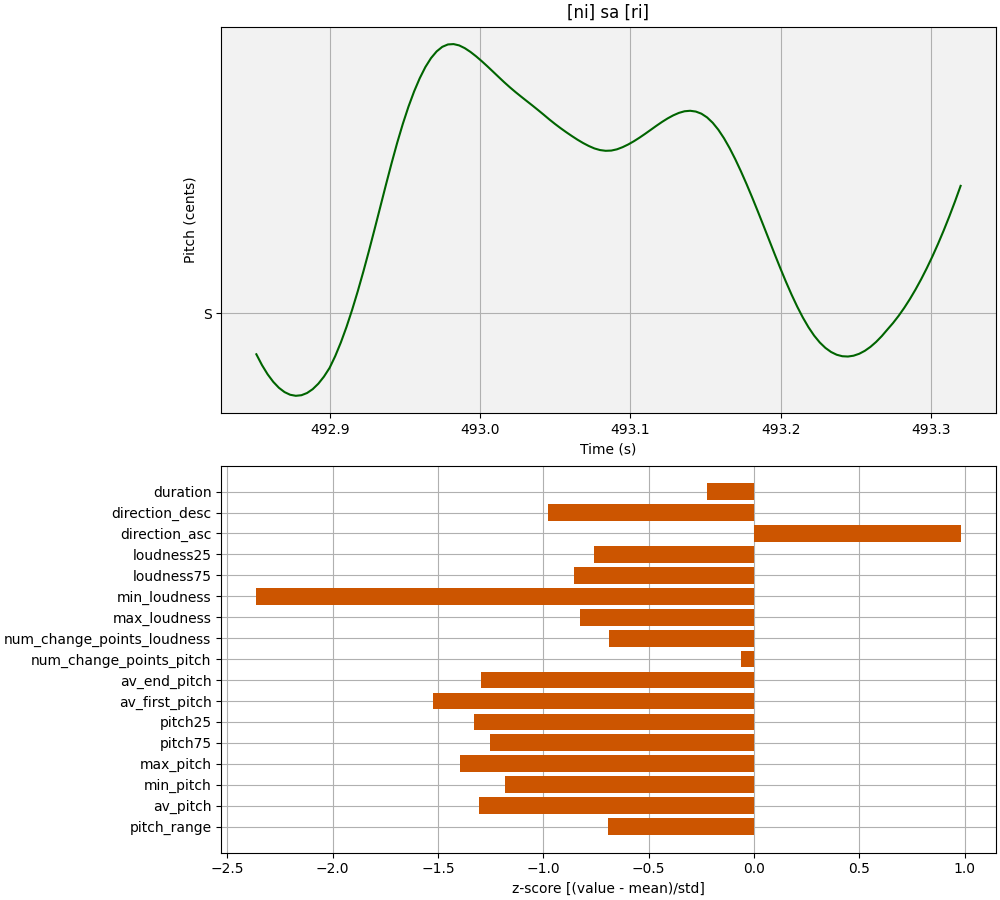 [ni] sa [ri]
Pitch (cents)
S
492.9 493.0 493.1 493.2 493.3
Time (s)
duration
direction_desc
direction_asc
loudness25
loudness75
min_loudness
max_loudness
num_change_points_loudness
num_change_points_pitch
av_end_pitch
av_first_pitch
pitch25
pitch75
max_pitch
min_pitch
av_pitch
pitch_range
−2.5 −2.0 −1.5 −1.0 −0.5 0.0 0.5 1.0
z-score [(value - mean)/std]